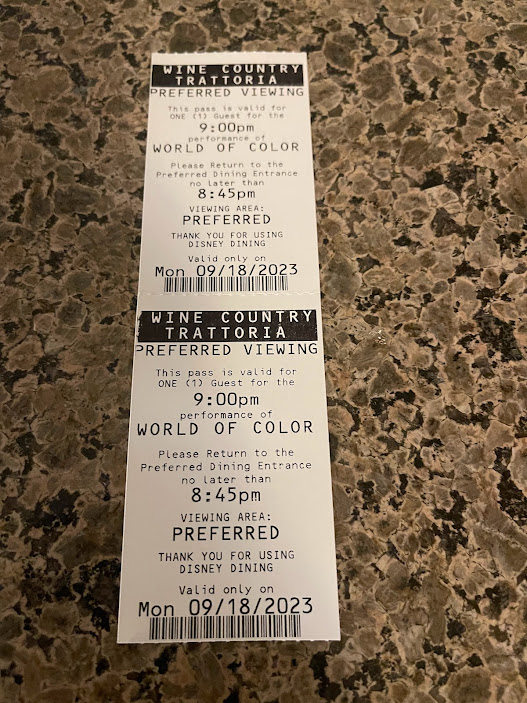 WINE COUNTRY
TRATTORIA
PREFERRED VIEWING
This pass is valid for
ONE (1) Guest for the
9:00pm
performance of
WORLD OF COLOR
Please Return to the
Preferred Dining Entrance
no later than
8:45pm
VIEWING AREA:
PREFERRED
THANK YOU FOR USING
DISNEY DINING
Valid only on
Mon 09/18/2023
WINE COUNTRY
TRATTORIA
PREFERRED VIEWING
This pass is valid for
ONE (1) Guest for the
9:00pm
performance of
WORLD OF COLOR
Please Return to the
Preferred Dining Entrance
no later than
8:45pm
VIEWING AREA:
PREFERRED
THANK YOU FOR USING
DISNEY DINING
Valid only on
Mon 09/18/2023